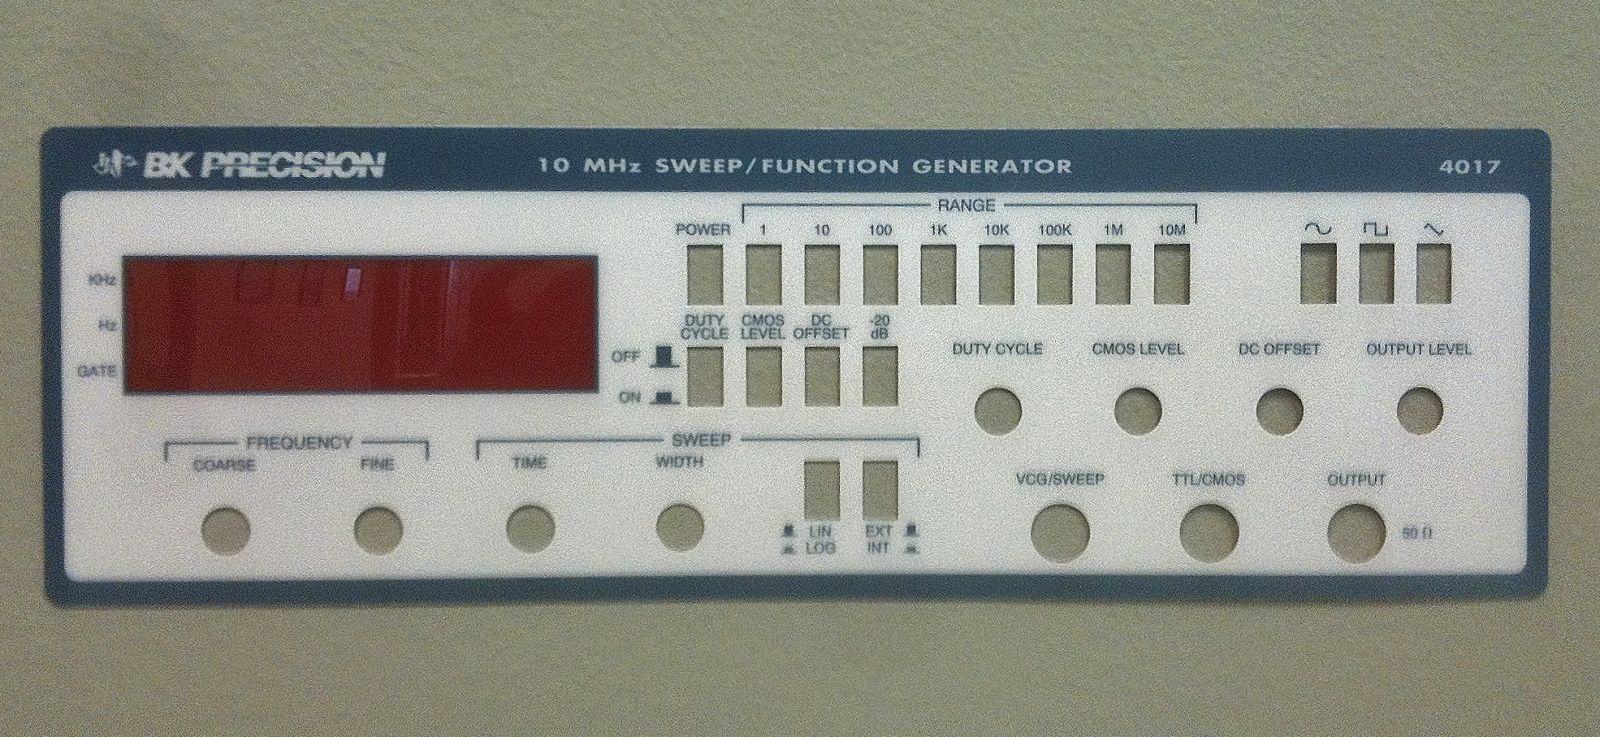 BK PRECISION
10 MHz SWEEP/FUNCTION GENERATOR
4017
RANGE
POWER 1 10 100 1K 10K 100K 1M 10M
KHz
Hz
GATE
DUTY CYCLE
CMOS LEVEL
DC OFFSET
-20 dB
OFF
ON
DUTY CYCLE CMOS LEVEL DC OFFSET OUTPUT LEVEL
FREQUENCY
COARSE FINE
SWEEP
TIME WIDTH
LIN
LOG
EXT
INT
VCG/SWEEP TTL/CMOS OUTPUT
50 Ω